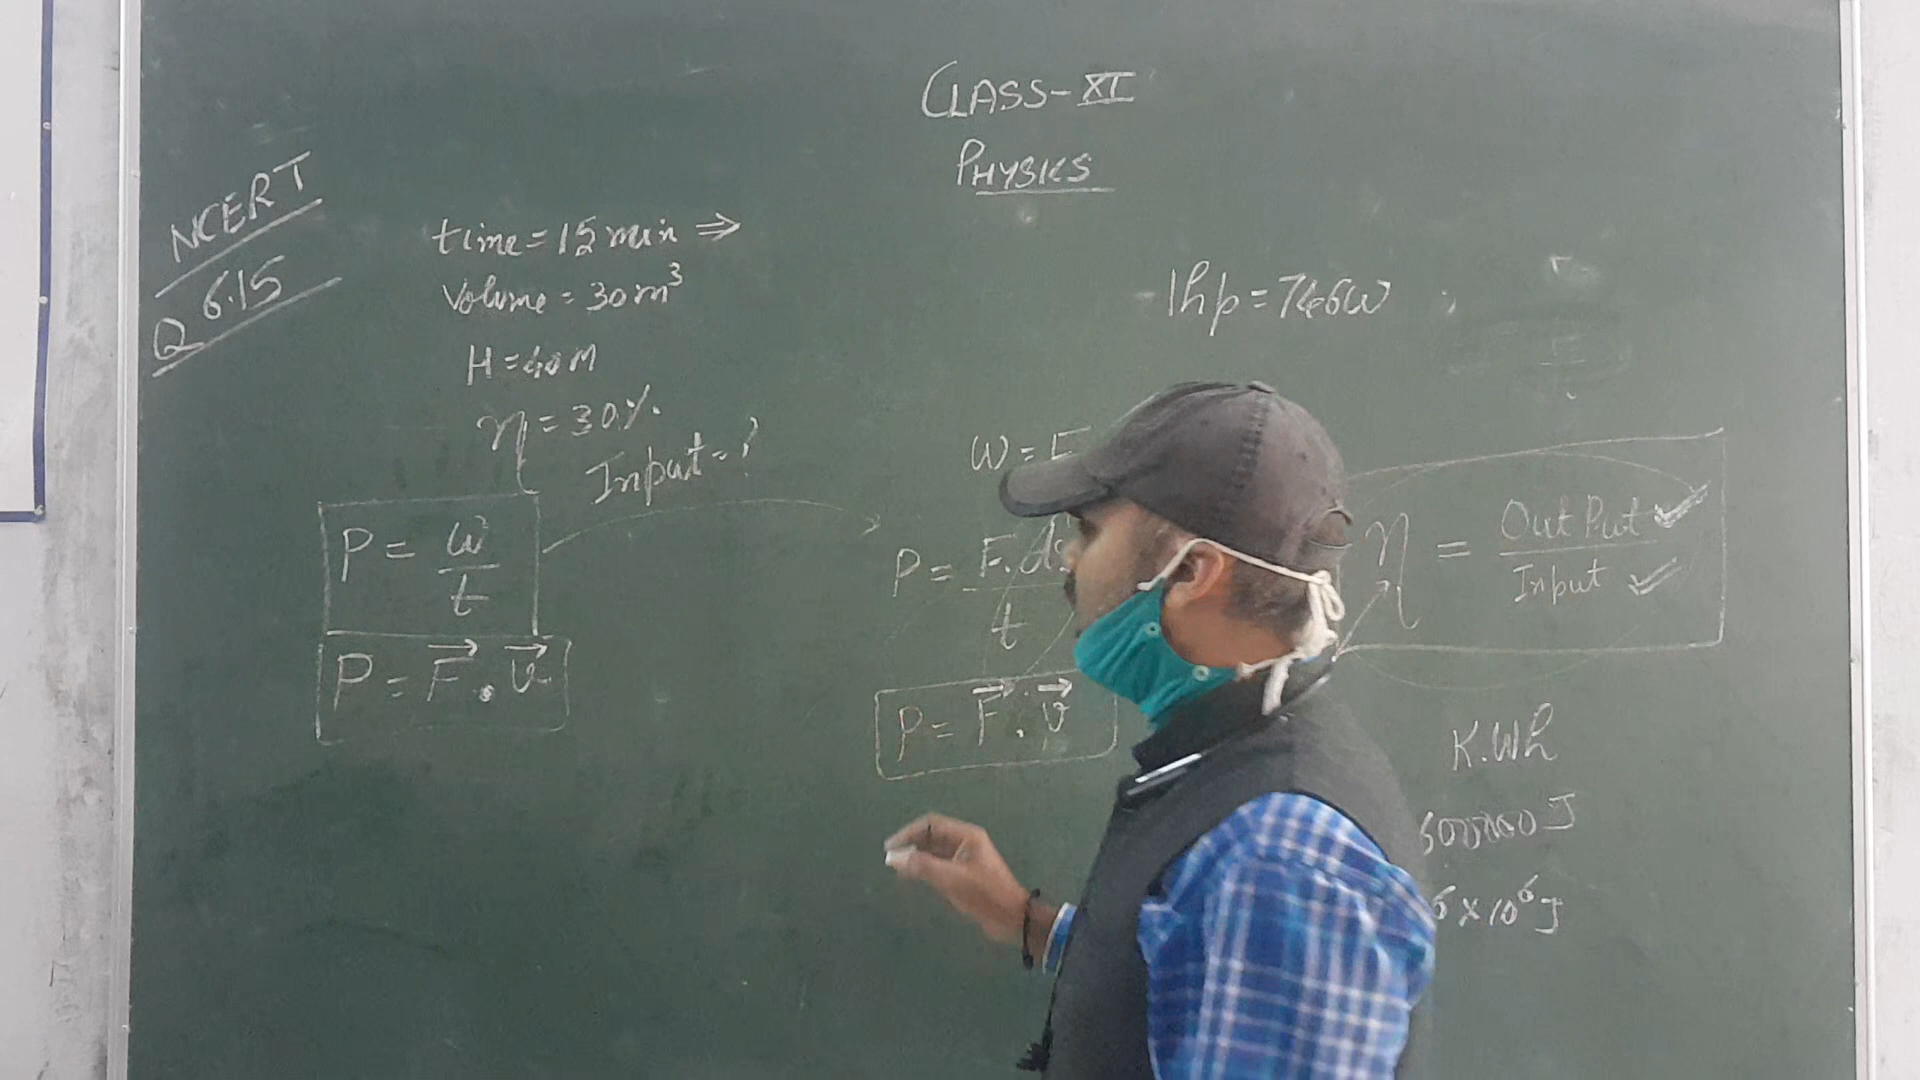 CLASS-XI
PHYSICS
NCERT
Q 6.15
time = 15 min ⇒
Volume = 30 m³
H = 40 M
η = 30%.
Input = ?
P = W/t
P = F⃗ . v⃗
1hp = 746W
W = F
P = F.ds/t
P = F⃗ . v⃗
η = OutPut ✓/Input ✓
K.Wh
6 × 10⁶ J